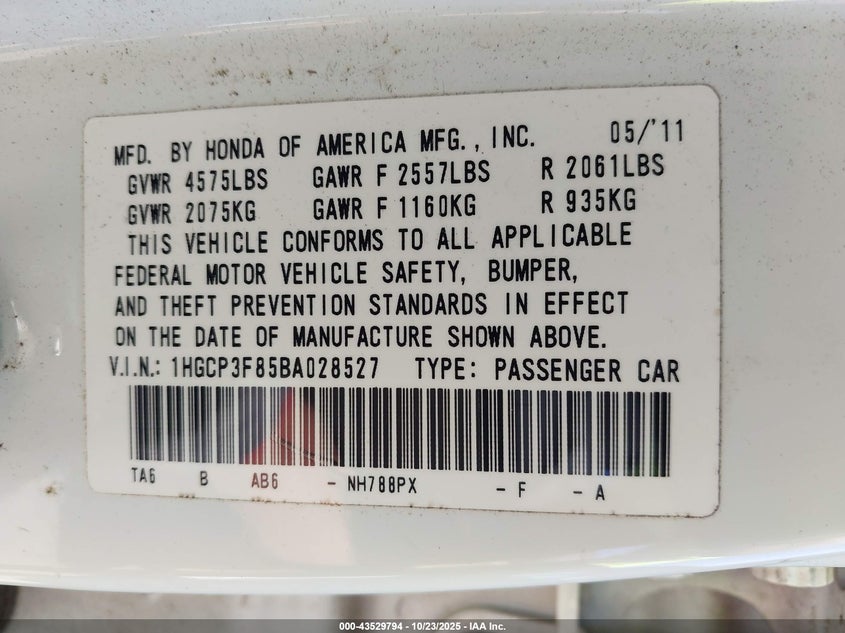 MFD. BY HONDA OF AMERICA MFG., INC. 05/'11
GVWR 4575LBS GAWR F 2557LBS R 2061LBS
GVWR 2075KG GAWR F 1160KG R 935KG
THIS VEHICLE CONFORMS TO ALL APPLICABLE
FEDERAL MOTOR VEHICLE SAFETY, BUMPER,
AND THEFT PREVENTION STANDARDS IN EFFECT
ON THE DATE OF MANUFACTURE SHOWN ABOVE.
V.I.N.: 1HGCP3F85BA028527 TYPE: PASSENGER CAR
TA6 B AB6 - NH788PX - F - A
000-43529794 - 10/23/2025 - IAA Inc.